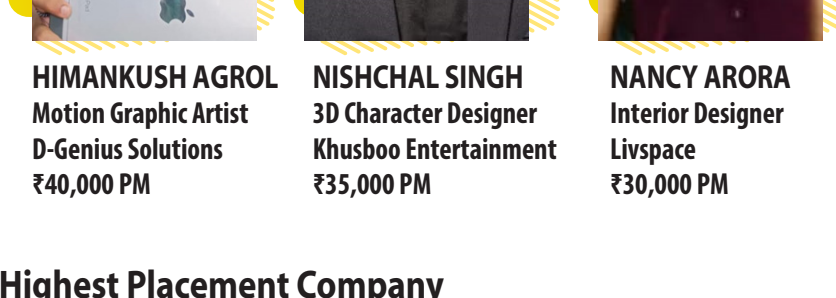 HIMANKUSH AGROL
Motion Graphic Artist
D-Genius Solutions
₹40,000 PM
NISHCHAL SINGH
3D Character Designer
Khusboo Entertainment
₹35,000 PM
NANCY ARORA
Interior Designer
Livspace
₹30,000 PM
Highest Placement Company